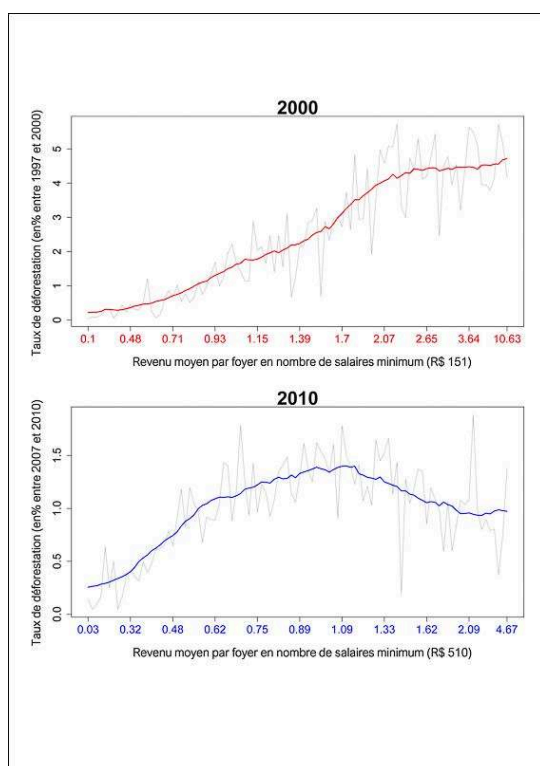 2000
Taux de déforestation (en% entre 1997 et 2000)
5
4
3
2
1
0
0.1 0.48 0.71 0.93 1.15 1.39 1.7 2.07 2.65 3.64 10.63
Revenu moyen par foyer en nombre de salaires minimum (R$ 151)
2010
Taux de déforestation (en% entre 2007 et 2010)
1.5
1.0
0.5
0.0
0.03 0.32 0.48 0.62 0.75 0.89 1.09 1.33 1.62 2.09 4.67
Revenu moyen par foyer en nombre de salaires minimum (R$ 510)